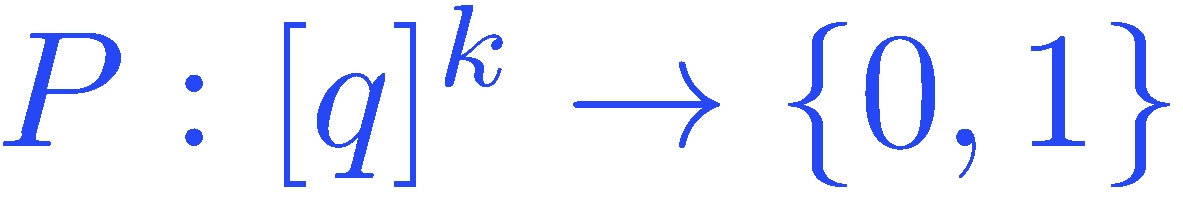 P : [q]^k → {0, 1}